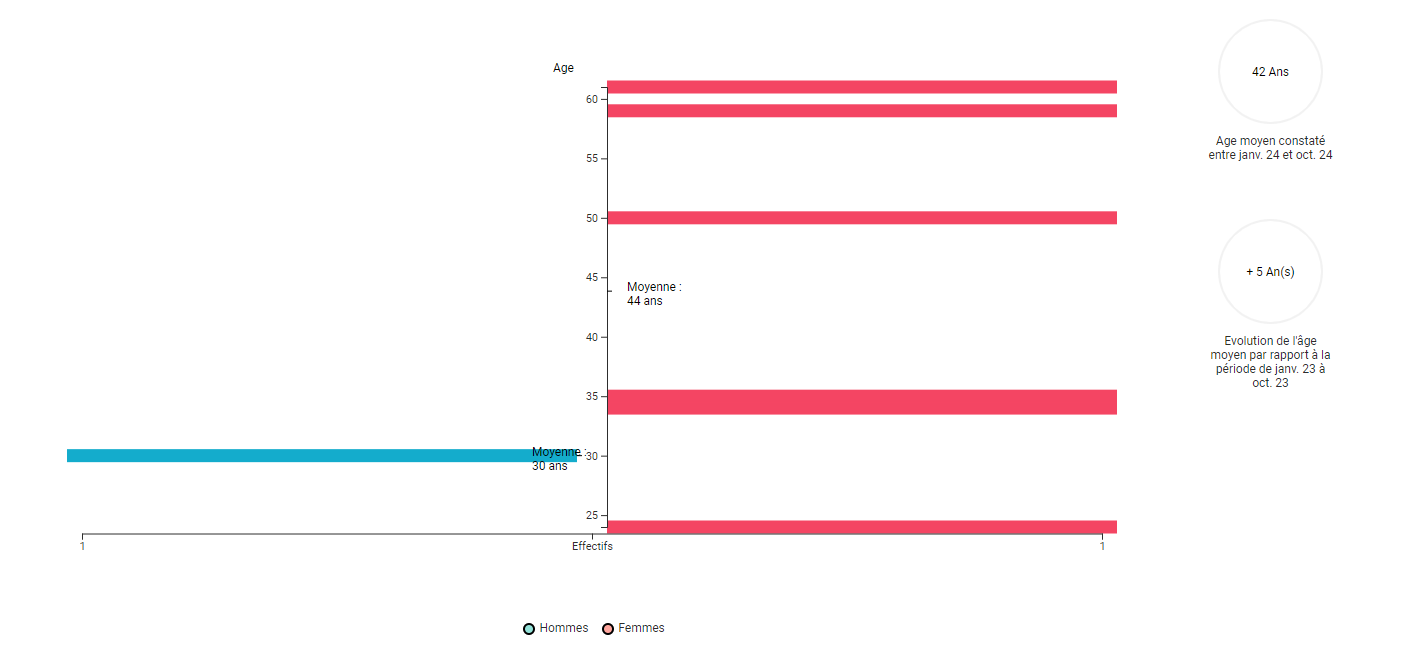 Age
60
55
50
45
40
35
30
25
Moyenne :
44 ans
Moyenne :
30 ans
1
Effectifs
1
Hommes
Femmes
42 Ans
Age moyen constaté
entre janv. 24 et oct. 24
+ 5 An(s)
Evolution de l'âge
moyen par rapport à la
période de janv. 23 à
oct. 23